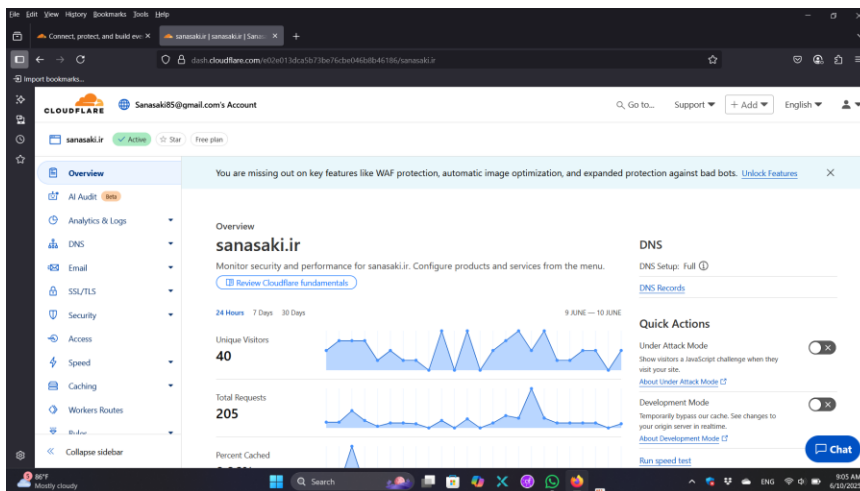 File Edit View History Bookmarks Tools Help
Connect, protect, and build eve
sanasaki.ir | sanasaki.ir | Sanas
dash.cloudflare.com/e02e013dca5b73be76cbe046b8b46186/sanasaki.ir
Import bookmarks...
CLOUDFLARE
Sanasaki85@gmail.com's Account
Go to... Support + Add English
sanasaki.ir Active Star Free plan
You are missing out on key features like WAF protection, automatic image optimization, and expanded protection against bad bots. Unlock Features
Overview
AI Audit Beta
Analytics & Logs
DNS
Email
SSL/TLS
Security
Access
Speed
Caching
Workers Routes
Rules
Collapse sidebar
Overview
sanasaki.ir
Monitor security and performance for sanasaki.ir. Configure products and services from the menu.
Review Cloudflare fundamentals
24 Hours 7 Days 30 Days 9 JUNE — 10 JUNE
Unique Visitors
40
Total Requests
205
Percent Cached
DNS
DNS Setup: Full
DNS Records
Quick Actions
Under Attack Mode
Show visitors a JavaScript challenge when they
visit your site.
About Under Attack Mode
Development Mode
Temporarily bypass our cache. See changes to
your origin server in realtime.
About Development Mode
Run speed test
Chat
86°F
Mostly cloudy
Search
ENG
9:05 AM
6/10/2025